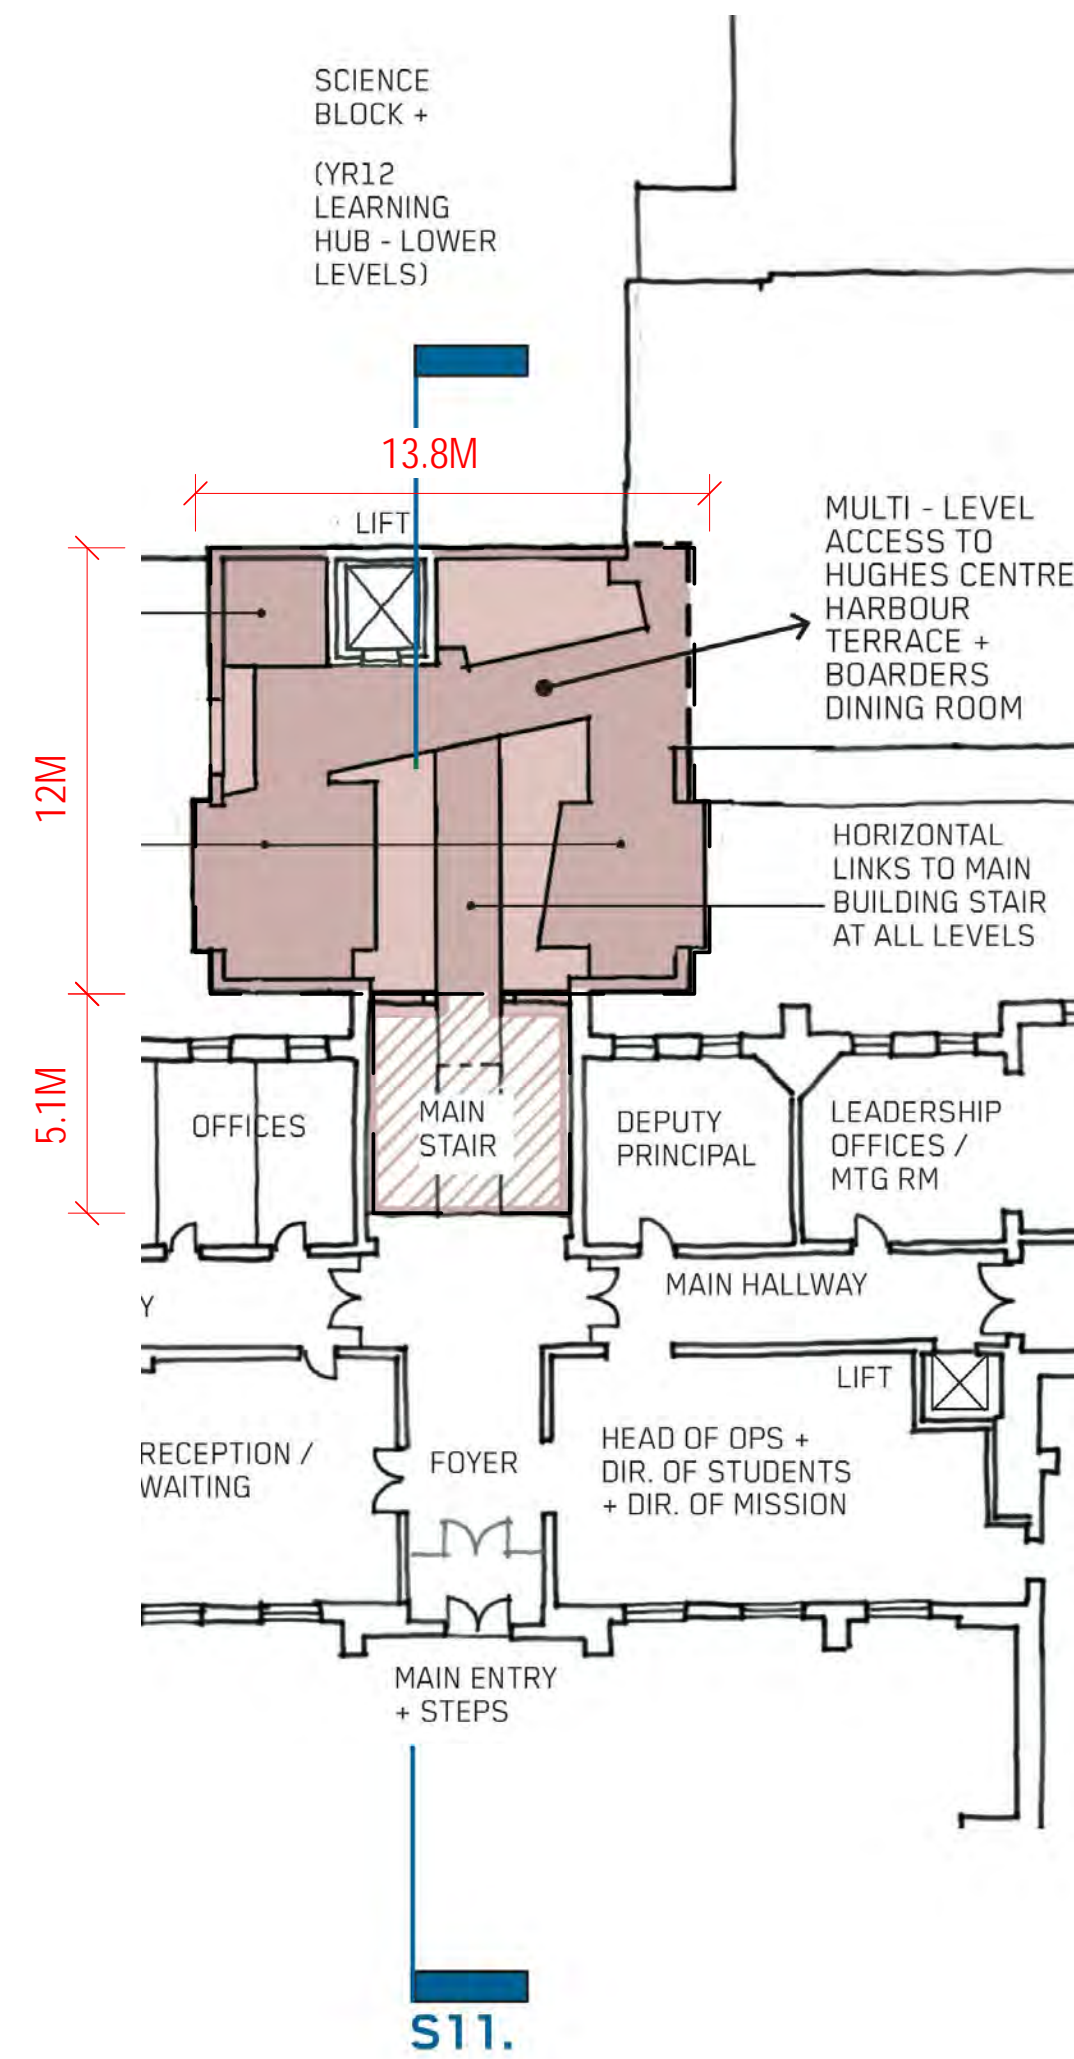 SCIENCE
BLOCK +
(YR12
LEARNING
HUB - LOWER
LEVELS)
13.8M
LIFT
MULTI - LEVEL
ACCESS TO
HUGHES CENTRE
HARBOUR
TERRACE +
BOARDERS
DINING ROOM
12M
HORIZONTAL
LINKS TO MAIN
BUILDING STAIR
AT ALL LEVELS
5.1M
OFFICES
MAIN
STAIR
DEPUTY
PRINCIPAL
LEADERSHIP
OFFICES /
MTG RM
Y
MAIN HALLWAY
LIFT
RECEPTION /
WAITING
FOYER
HEAD OF OPS +
DIR. OF STUDENTS
+ DIR. OF MISSION
MAIN ENTRY
+ STEPS
S11.